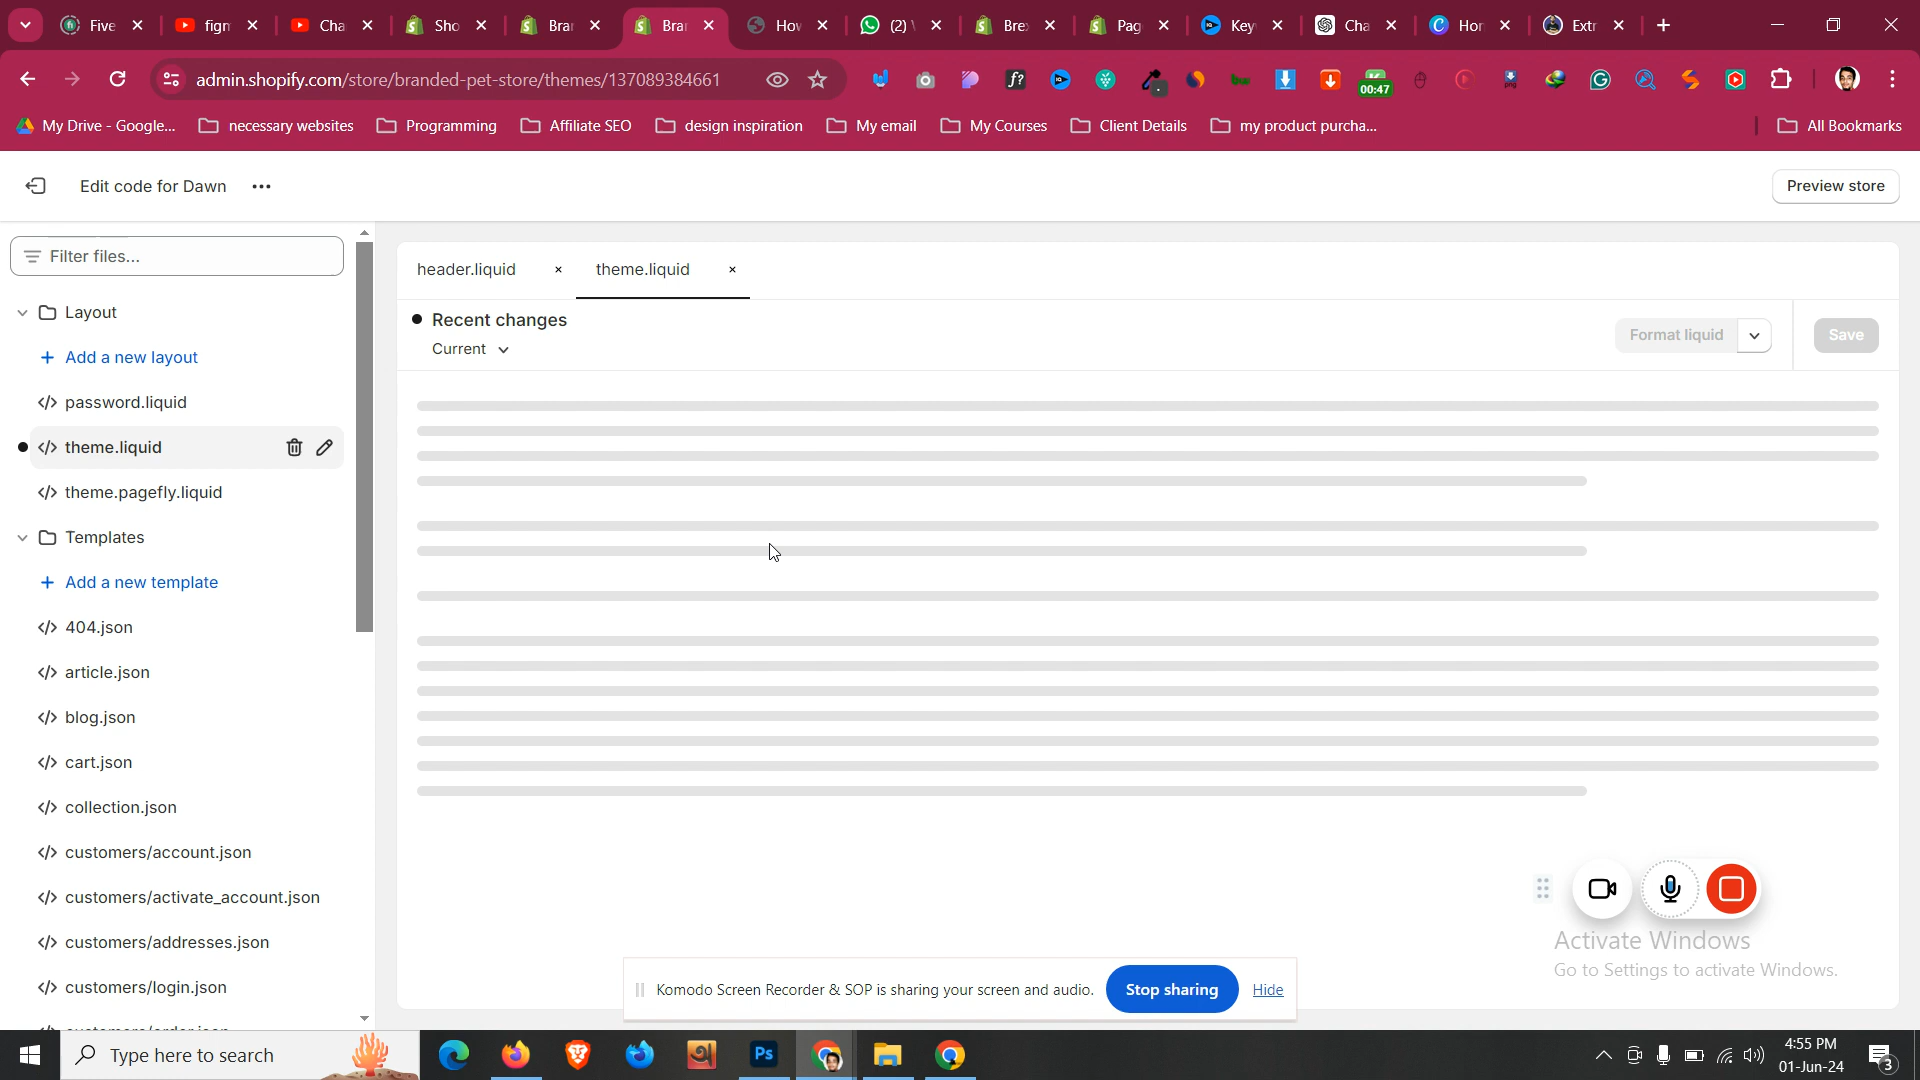 Five
figm
Cha
Sho
Bra
Bra
Hov
(2)
Bre
Pag
Key
Cha
Hor
Extr
admin.shopify.com/store/branded-pet-store/themes/137089384661
00:47
My Drive - Google...
necessary websites
Programming
Affiliate SEO
design inspiration
My email
My Courses
Client Details
my product purcha...
All Bookmarks
Edit code for Dawn
Preview store
Filter files...
header.liquid
theme.liquid
Recent changes
Current
Format liquid
Save
Layout
Add a new layout
password.liquid
theme.liquid
theme.pagefly.liquid
Templates
Add a new template
404.json
article.json
blog.json
cart.json
collection.json
customers/account.json
customers/activate_account.json
customers/addresses.json
customers/login.json
Activate Windows
Go to Settings to activate Windows.
Komodo Screen Recorder & SOP is sharing your screen and audio.
Stop sharing
Hide
Type here to search
Ps
4:55 PM
01-Jun-24
3